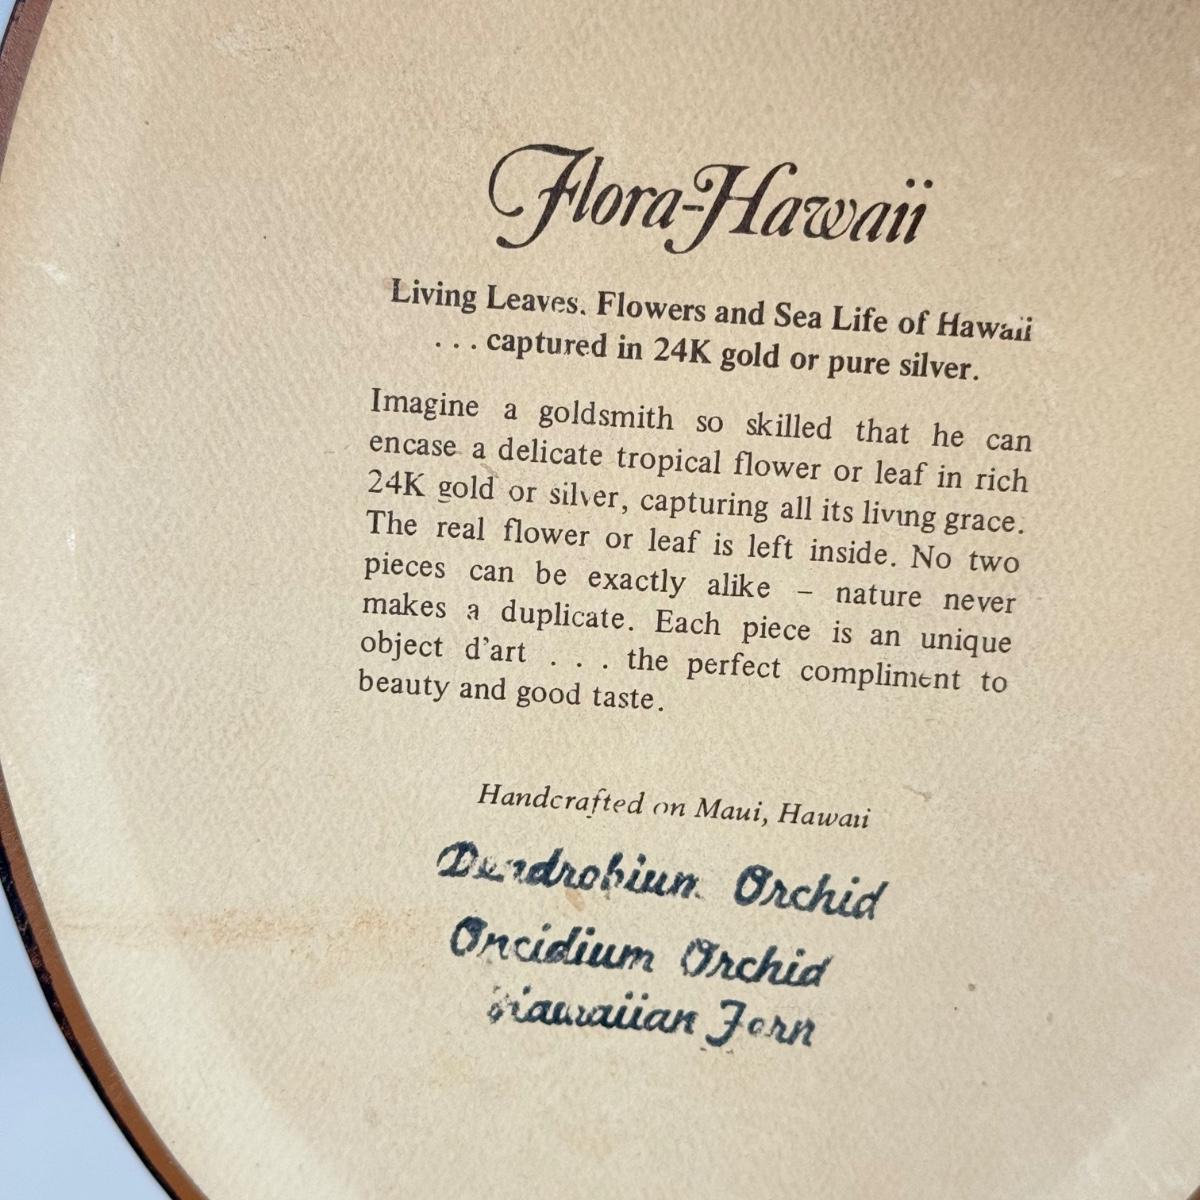 Flora-Hawaii
Living Leaves. Flowers and Sea Life of Hawaii
. . . captured in 24K gold or pure silver.
Imagine a goldsmith so skilled that he can
encase a delicate tropical flower or leaf in rich
24K gold or silver, capturing all its living grace.
The real flower or leaf is left inside. No two
pieces can be exactly alike – nature never
makes a duplicate. Each piece is an unique
object d'art . . . the perfect compliment to
beauty and good taste.
Handcrafted on Maui, Hawaii
Dendrobium Orchid
Oncidium Orchid
Hawaiian Fern